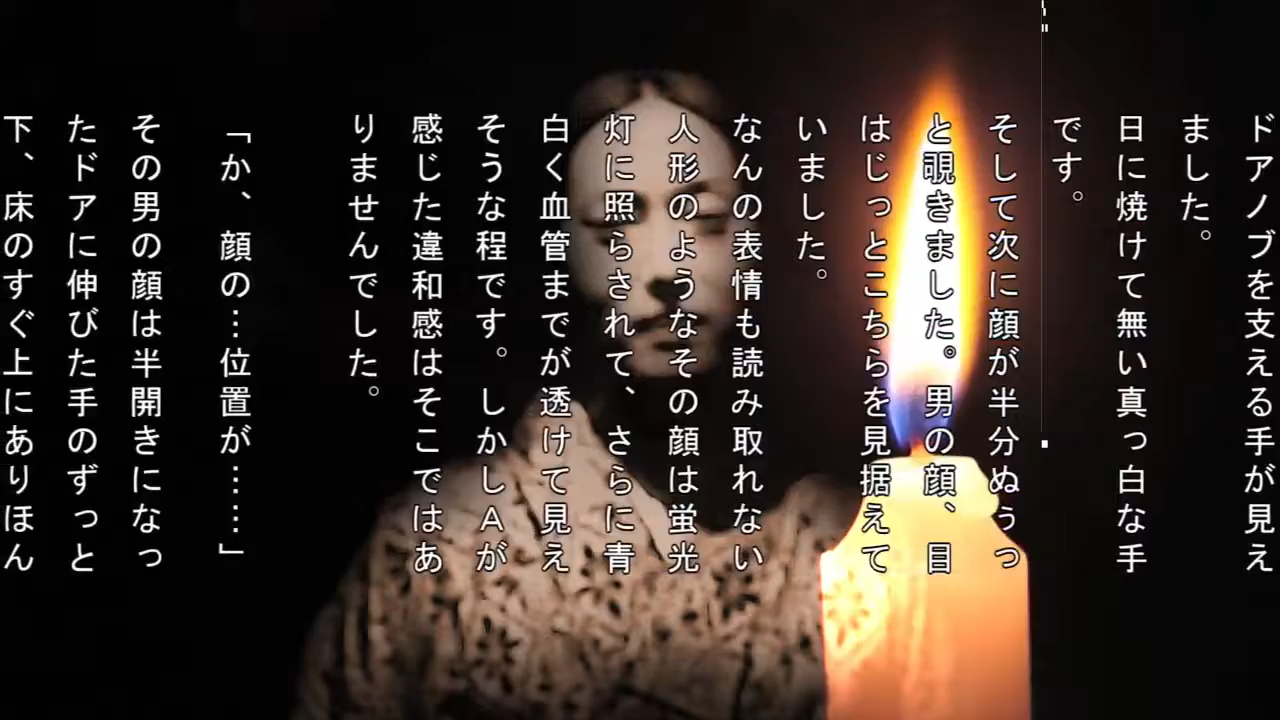 ドアノブを支える手が見え
ました。
日に焼けて無い真っ白な手
です。
そして次に顔が半分ぬぅっ
と覗きました。男の顔、目
はじっとこちらを見据えて
いました。
なんの表情も読み取れない
人形のようなその顔は蛍光
灯に照らされて、さらに青
白く血管までが透けて見え
そうな程です。しかしAが
感じた違和感はそこではあ
りませんでした。
「か、顔の…位置が……」
その男の顔は半開きになっ
たドアに伸びた手のずっと
下、床のすぐ上にありほん